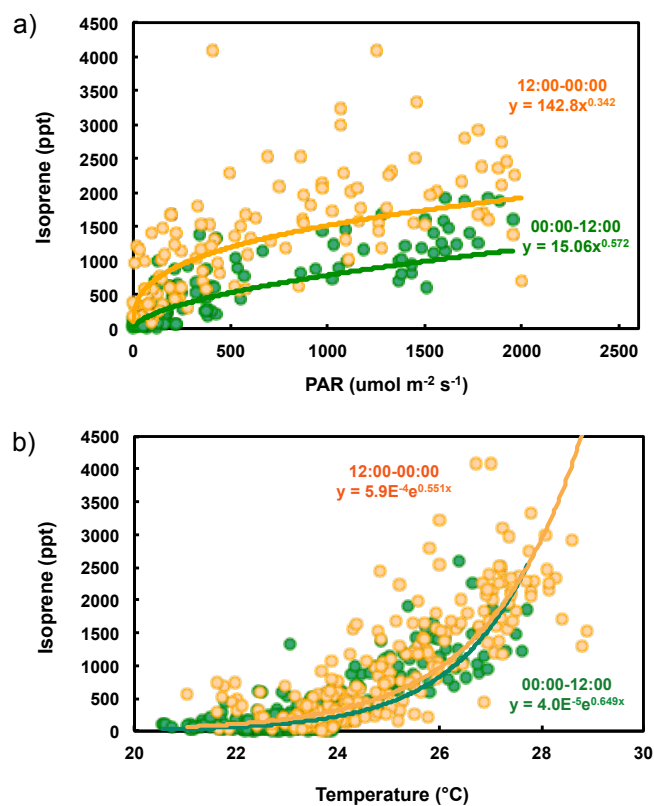 a)
4500
4000
3500
3000
2500
2000
1500
1000
500
0
Isoprene (ppt)
12:00-00:00
y = 142.8x^0.342
00:00-12:00
y = 15.06x^0.572
0 500 1000 1500 2000 2500
PAR (umol m⁻² s⁻¹)
b)
4500
4000
3500
3000
2500
2000
1500
1000
500
0
Isoprene (ppt)
12:00-00:00
y = 5.9E^-4e^0.551x
00:00-12:00
y = 4.0E^-5e^0.649x
20 22 24 26 28 30
Temperature (°C)